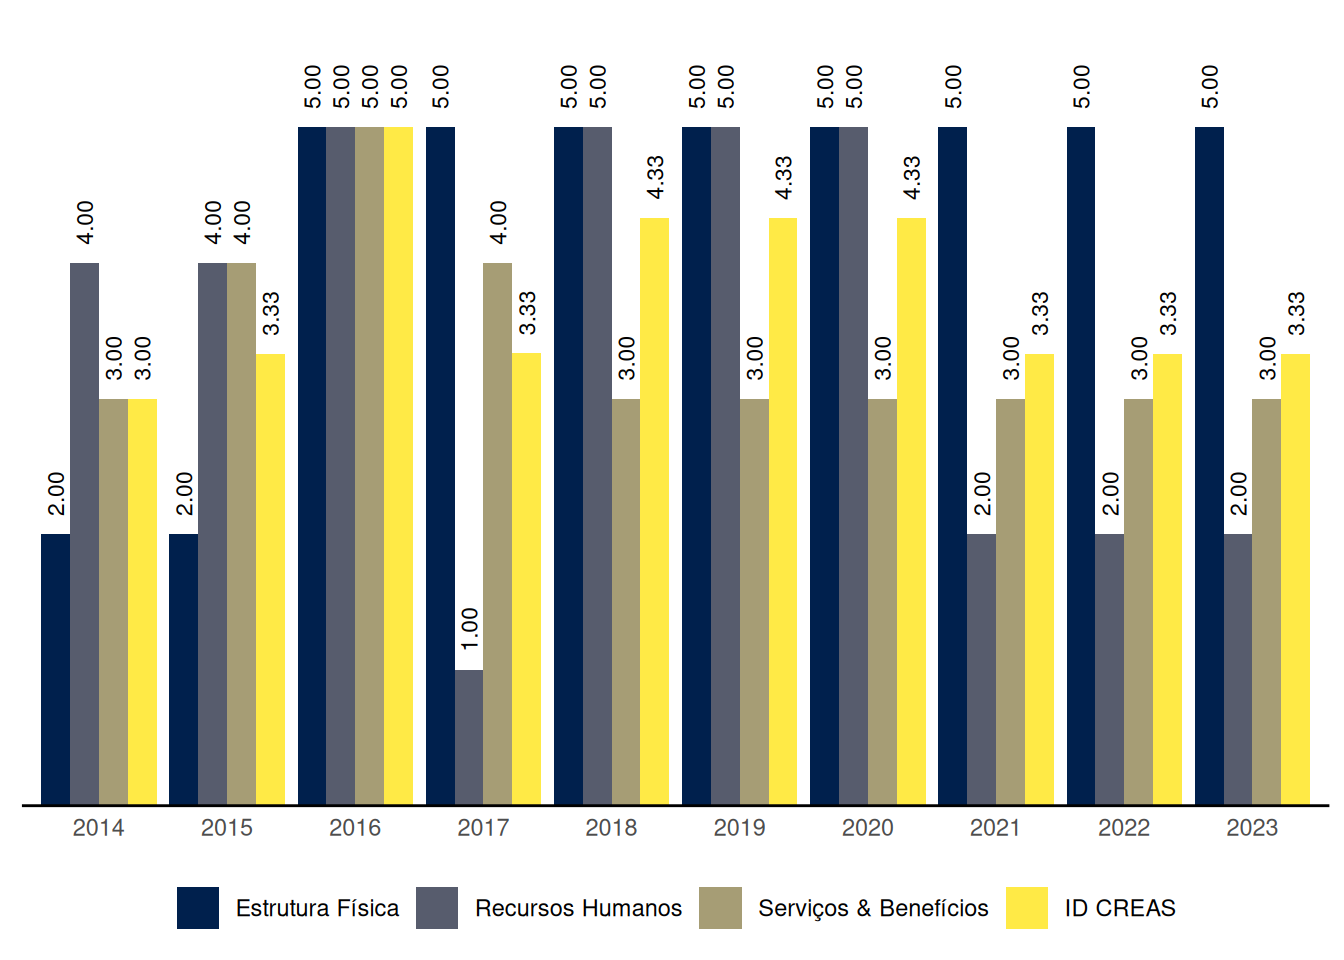 5.00 5.00 5.00 5.00 5.00 5.00 5.00 5.00 5.00 5.00 5.00 5.00 5.00 5.00
4.33 4.33 4.33
4.00 4.00 4.00 4.00
3.33 3.33 3.33 3.33 3.33
3.00 3.00 3.00 3.00 3.00 3.00 3.00 3.00
2.00 2.00 2.00 2.00 2.00
1.00
2014 2015 2016 2017 2018 2019 2020 2021 2022 2023
Estrutura Física Recursos Humanos Serviços & Benefícios ID CREAS